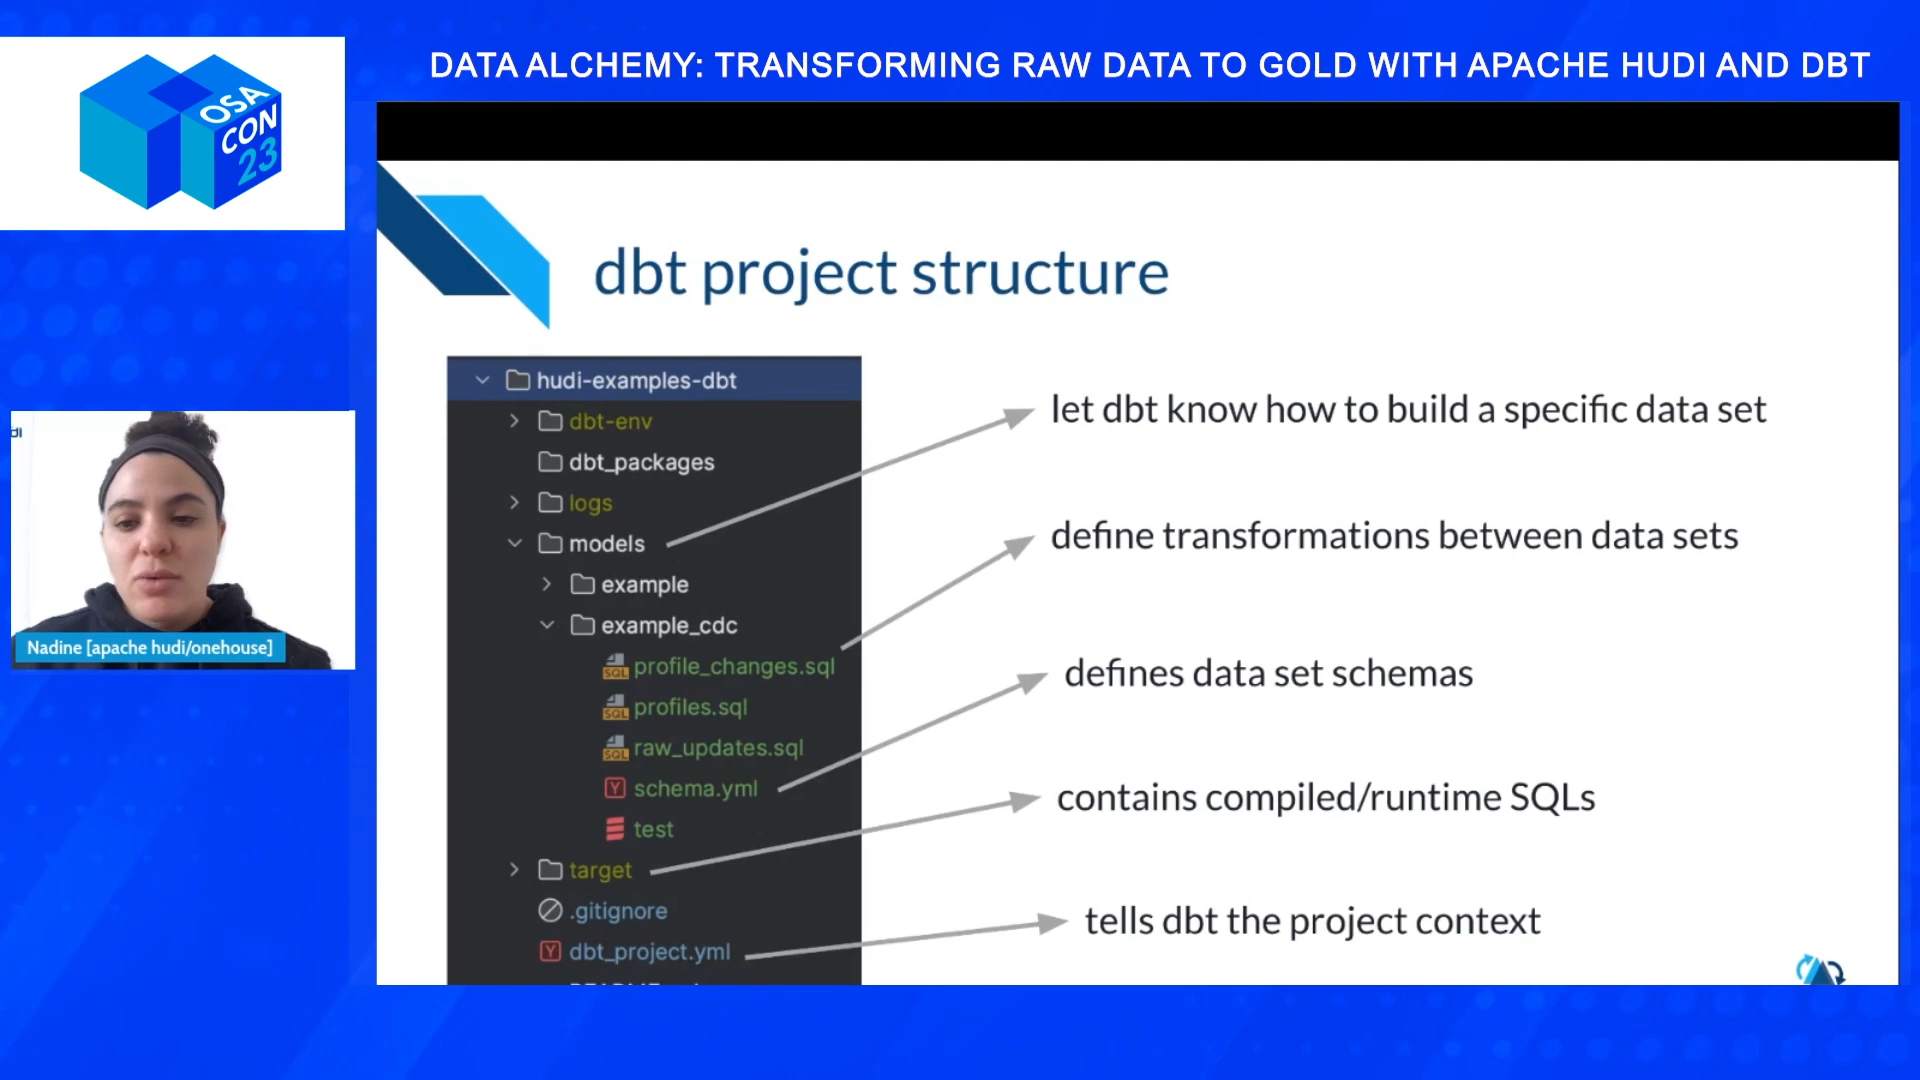 DATA ALCHEMY: TRANSFORMING RAW DATA TO GOLD WITH APACHE HUDI AND DBT
OSA
CON
23
dbt project structure
hudi-examples-dbt
dbt-env
dbt_packages
logs
models
example
example_cdc
profile_changes.sql
profiles.sql
raw_updates.sql
schema.yml
test
target
.gitignore
dbt_project.yml
let dbt know how to build a specific data set
define transformations between data sets
defines data set schemas
contains compiled/runtime SQLs
tells dbt the project context
Nadine [apache hudi/onehouse]